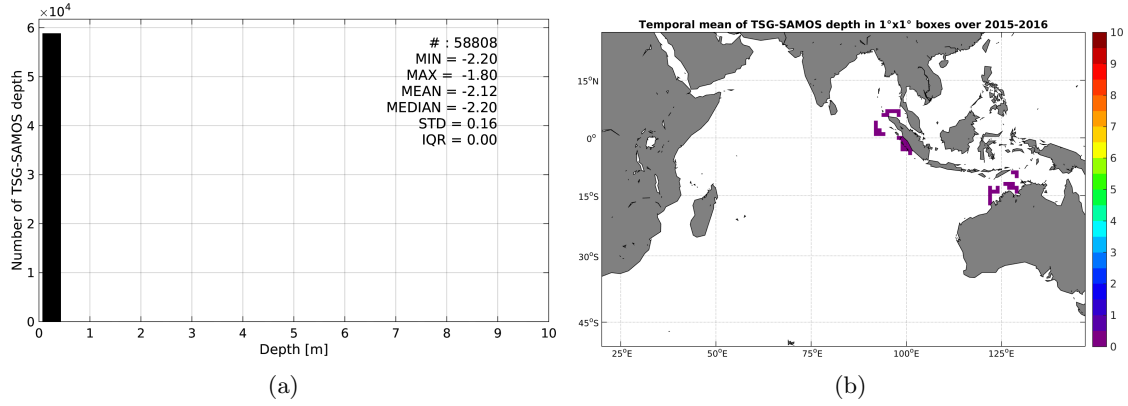 ×10⁴
6
5
4
3
2
1
0
Number of TSG-SAMOS depth
# : 58808
MIN = -2.20
MAX = -1.80
MEAN = -2.12
MEDIAN = -2.20
STD = 0.16
IQR = 0.00
0 1 2 3 4 5 6 7 8 9 10
Depth [m]
(a)
Temporal mean of TSG-SAMOS depth in 1°x1° boxes over 2015-2016
15°N
0°
15°S
30°S
45°S
25°E 50°E 75°E 100°E 125°E
10
9
8
7
6
5
4
3
2
1
0
(b)